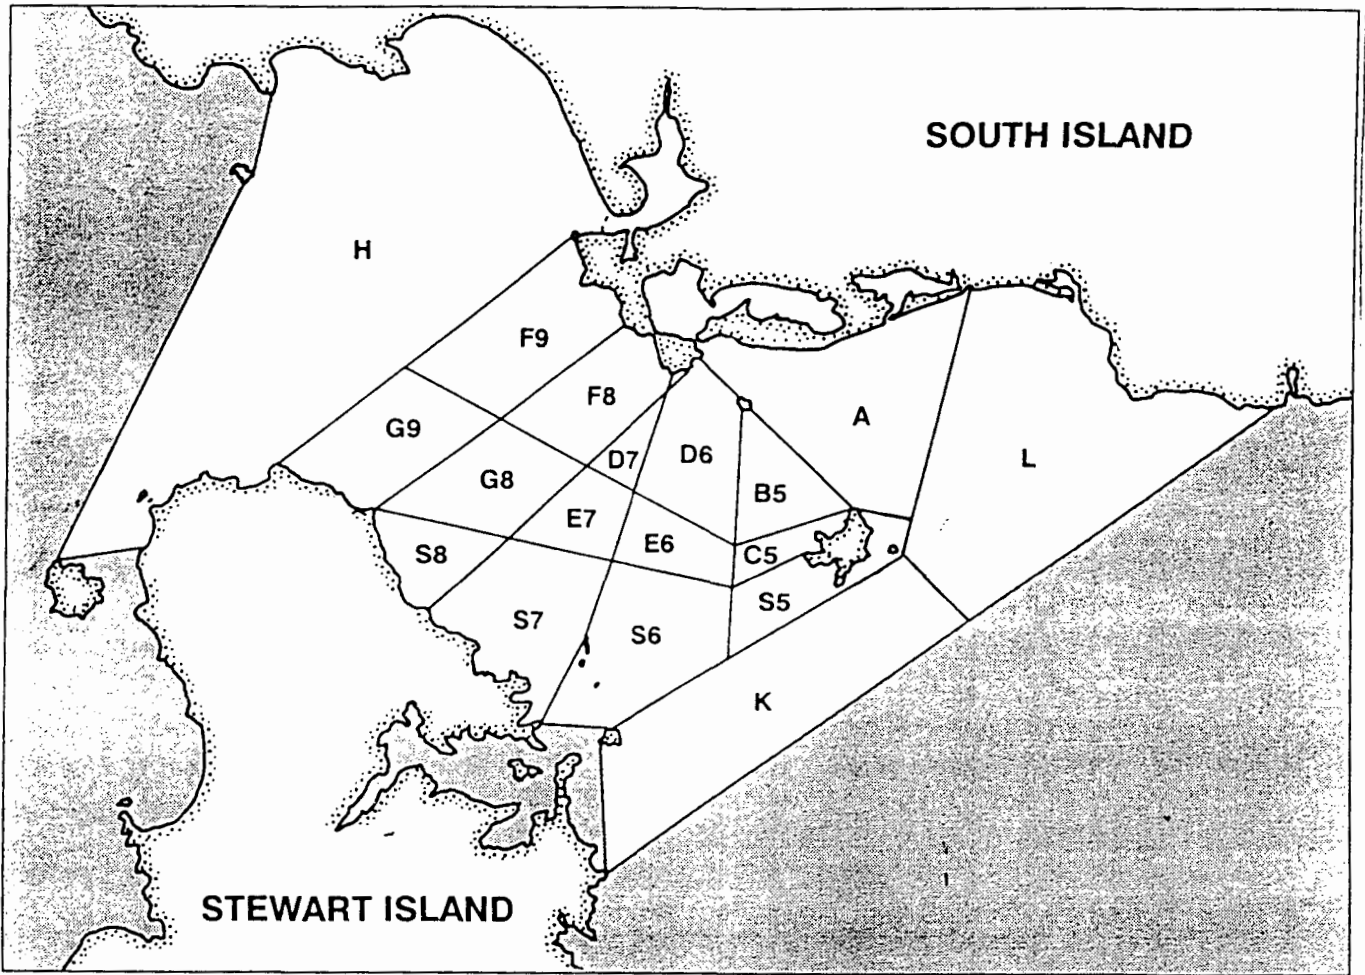 SOUTH ISLAND
H
F9
F8
A
G9
D7
D6
L
G8
B5
E7
E6
S8
C5
S5
S7
S6
K
STEWART ISLAND